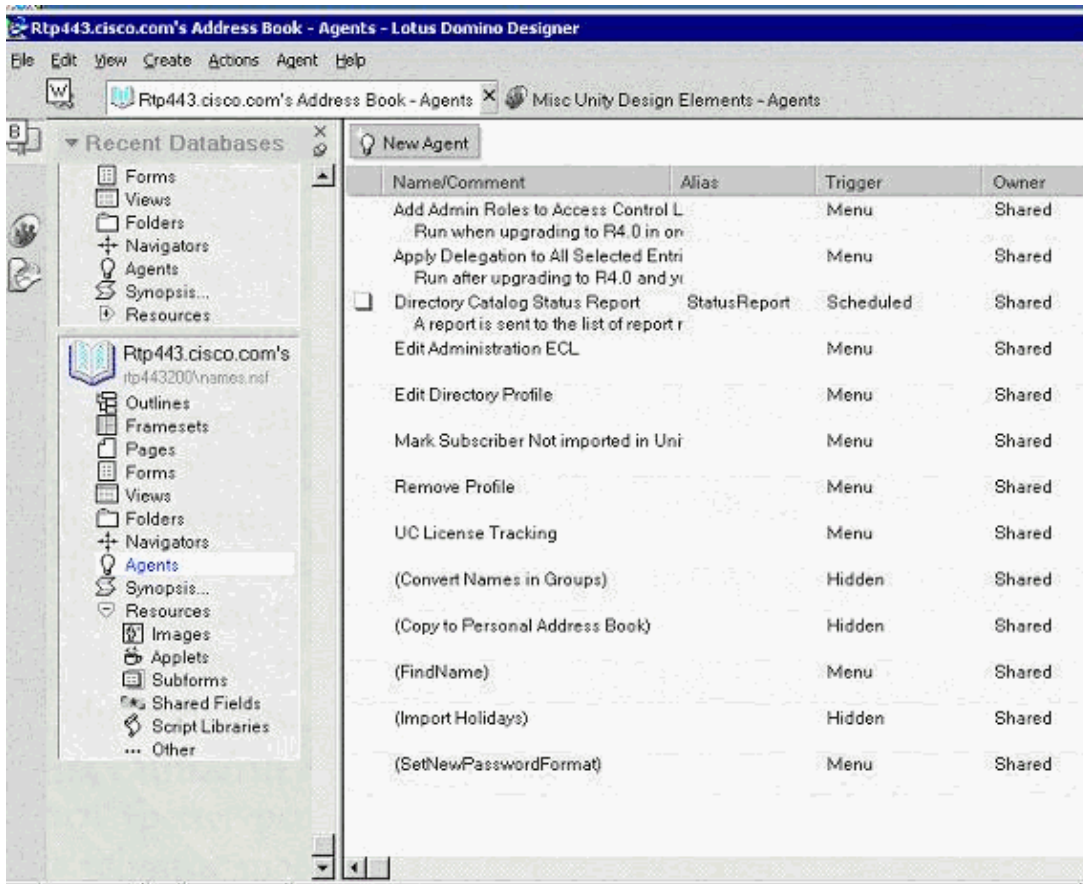 Rtp443.cisco.com's Address Book - Agents - Lotus Domino Designer
File Edit View Create Actions Agent Help
Rtp443.cisco.com's Address Book - Agents Misc Unity Design Elements - Agents
Recent Databases
Forms
Views
Folders
Navigators
Agents
Synopsis...
Resources
Rtp443.cisco.com's
rtp443200\names.nsf
Outlines
Framesets
Pages
Forms
Views
Folders
Navigators
Agents
Synopsis...
Resources
Images
Applets
Subforms
Shared Fields
Script Libraries
Other
New Agent
Name/Comment Alias Trigger Owner
Add Admin Roles to Access Control L Menu Shared
Run when upgrading to R4.0 in on
Apply Delegation to All Selected Entri Menu Shared
Run after upgrading to R4.0 and yo
Directory Catalog Status Report StatusReport Scheduled Shared
A report is sent to the list of report r
Edit Administration ECL Menu Shared
Edit Directory Profile Menu Shared
Mark Subscriber Not imported in Uni Menu Shared
Remove Profile Menu Shared
UC License Tracking Menu Shared
(Convert Names in Groups) Hidden Shared
(Copy to Personal Address Book) Hidden Shared
(FindName) Menu Shared
(Import Holidays) Hidden Shared
(SetNewPasswordFormat) Menu Shared